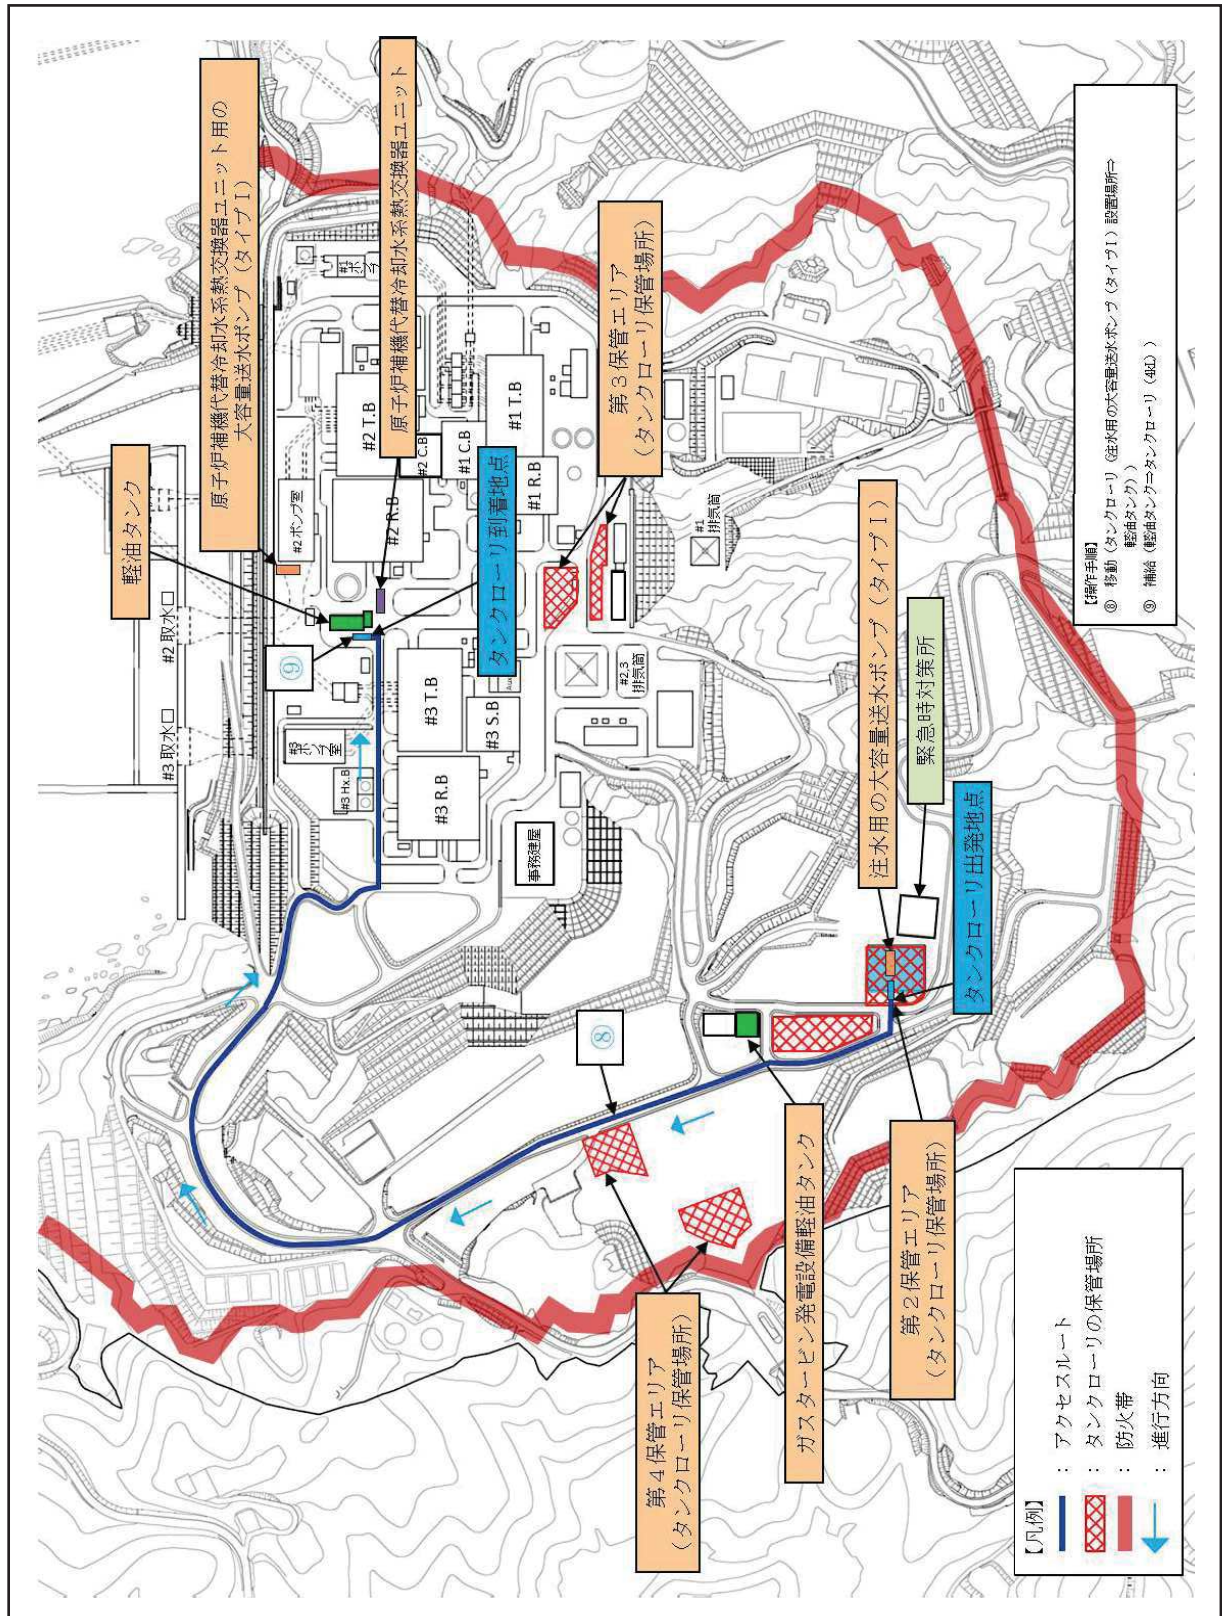 原子炉補機代替冷却水系熱交換器ユニット用の
大容量送水ポンプ(タイプⅠ)
原子炉補機代替冷却水系熱交換器ユニット
軽油タンク
#3取水口
#2取水口
⑨
#3
ポンプ
室
#3 Hx.B
#2ポンプ室
#1
#3 R.B
#3 T.B
#3 S.B
#2 R.B
#2 T.B
#2 C.B
#1 C.B
#1 T.B
#1 R.B
タンクローリ到着地点
第3保管エリア
(タンクローリ保管場所)
事務建屋
#2,3
排気筒
#1
排気筒
⑧
注水用の大容量送水ポンプ(タイプⅠ)
緊急時対策所
タンクローリ出発地点
第4保管エリア
(タンクローリ保管場所)
ガスタービン発電設備軽油タンク
第2保管エリア
(タンクローリ保管場所)
【凡例】
:アクセスルート
:タンクローリの保管場所
:防火帯
:進行方向
【操作手順】
⑧ 移動(タンクローリ(注水用の大容量送水ポンプ(タイプⅠ)設置場所⇒
軽油タンク))
⑨ 補給(軽油タンク⇒タンクローリ(4kL))